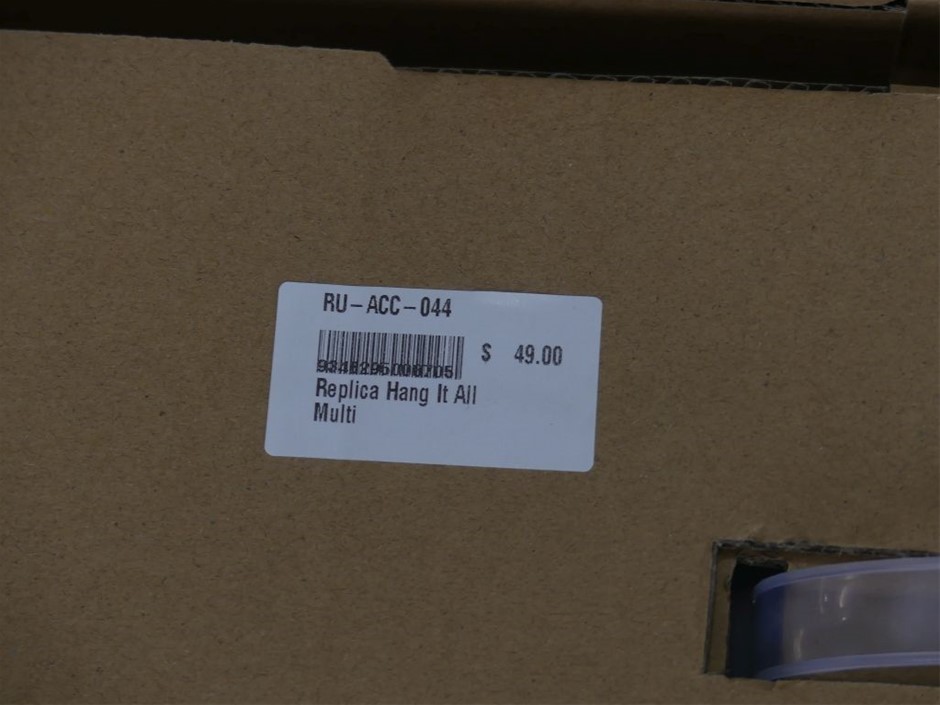 RU-ACC-044
$ 49.00
Replica Hang It All
Multi